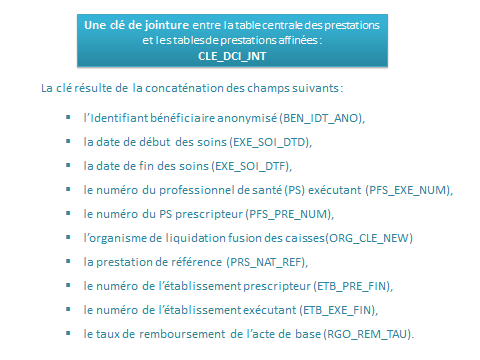 Une clé de jointure entre la table centrale des prestations
et les tables de prestations affinées :
CLE_DCI_JNT
La clé résulte de la concaténation des champs suivants :
▪ l'Identifiant bénéficiaire anonymisé (BEN_IDT_ANO),
▪ la date de début des soins (EXE_SOI_DTD),
▪ la date de fin des soins (EXE_SOI_DTF),
▪ le numéro du professionnel de santé (PS) exécutant (PFS_EXE_NUM),
▪ le numéro du PS prescripteur (PFS_PRE_NUM),
▪ l'organisme de liquidation fusion des caisses(ORG_CLE_NEW)
▪ la prestation de référence (PRS_NAT_REF),
▪ le numéro de l'établissement prescripteur (ETB_PRE_FIN),
▪ le numéro de l'établissement exécutant (ETB_EXE_FIN),
▪ le taux de remboursement de l'acte de base (RGO_REM_TAU).